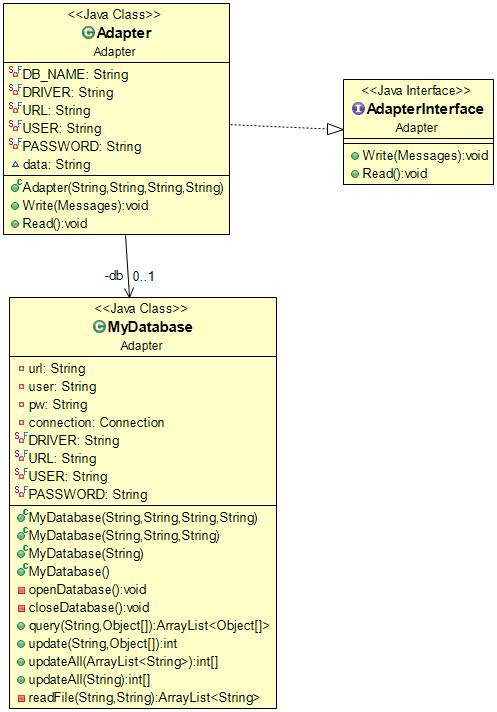 <<Java Class>>
Adapter
Adapter
DB_NAME: String
DRIVER: String
URL: String
USER: String
PASSWORD: String
data: String
Adapter(String,String,String,String)
Write(Messages):void
Read():void
<<Java Interface>>
AdapterInterface
Adapter
Write(Messages):void
Read():void
-db 0..1
<<Java Class>>
MyDatabase
Adapter
url: String
user: String
pw: String
connection: Connection
DRIVER: String
URL: String
USER: String
PASSWORD: String
MyDatabase(String,String,String,String)
MyDatabase(String,String,String)
MyDatabase(String)
MyDatabase()
openDatabase():void
closeDatabase():void
query(String,Object[]):ArrayList<Object[]>
update(String,Object[]):int
updateAll(ArrayList<String>):int[]
updateAll(String):int[]
readFile(String,String):ArrayList<String>